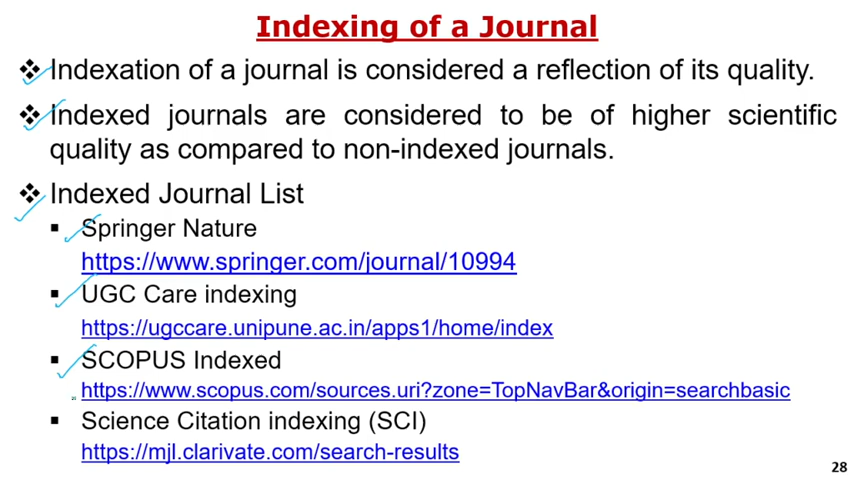 Indexing of a Journal
❖ Indexation of a journal is considered a reflection of its quality.
❖ Indexed journals are considered to be of higher scientific
quality as compared to non-indexed journals.
❖ Indexed Journal List
▪ Springer Nature
https://www.springer.com/journal/10994
▪ UGC Care indexing
https://ugccare.unipune.ac.in/apps1/home/index
▪ SCOPUS Indexed
https://www.scopus.com/sources.uri?zone=TopNavBar&origin=searchbasic
▪ Science Citation indexing (SCI)
https://mjl.clarivate.com/search-results
28